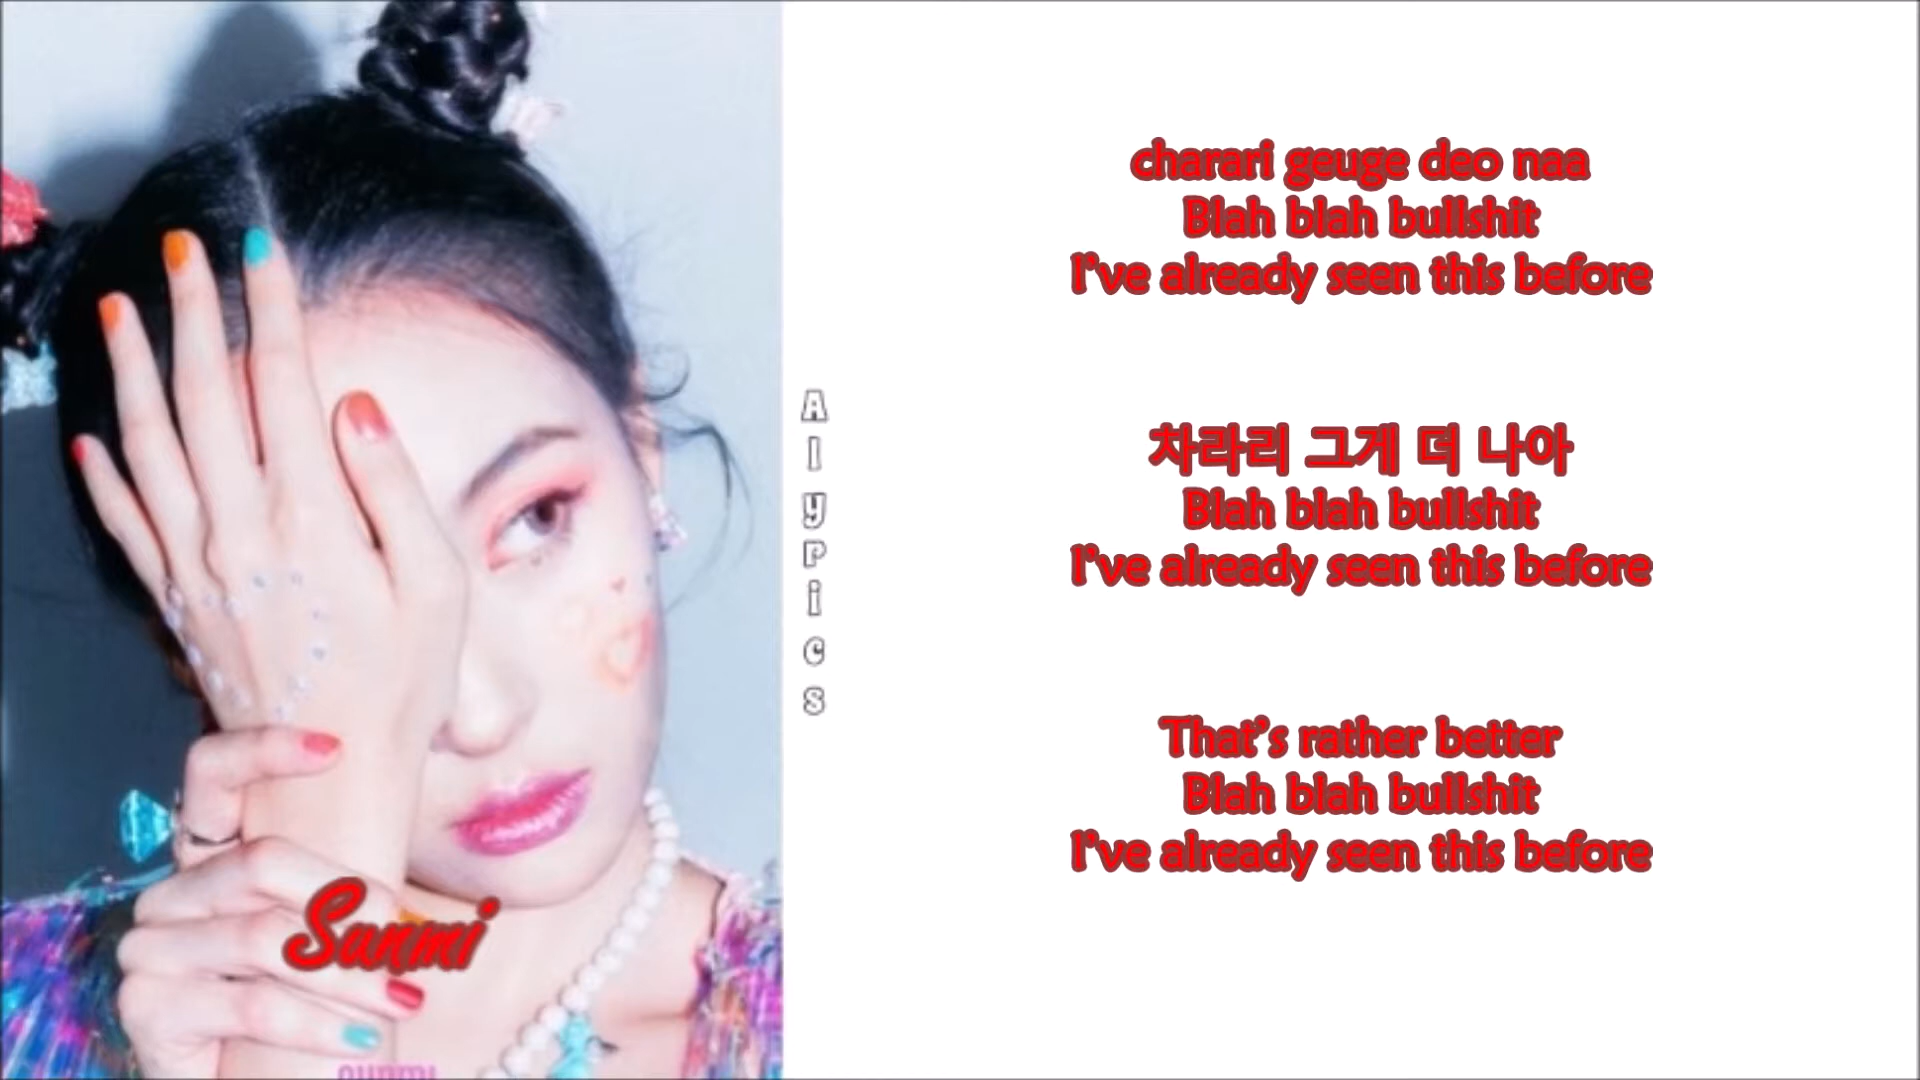 charari geuge deo naa
Blah blah bullshit
I've already seen this before
차라리 그게 더 나아
Blah blah bullshit
I've already seen this before
That's rather better
Blah blah bullshit
I've already seen this before
Alypics
Sunmi
sunmi